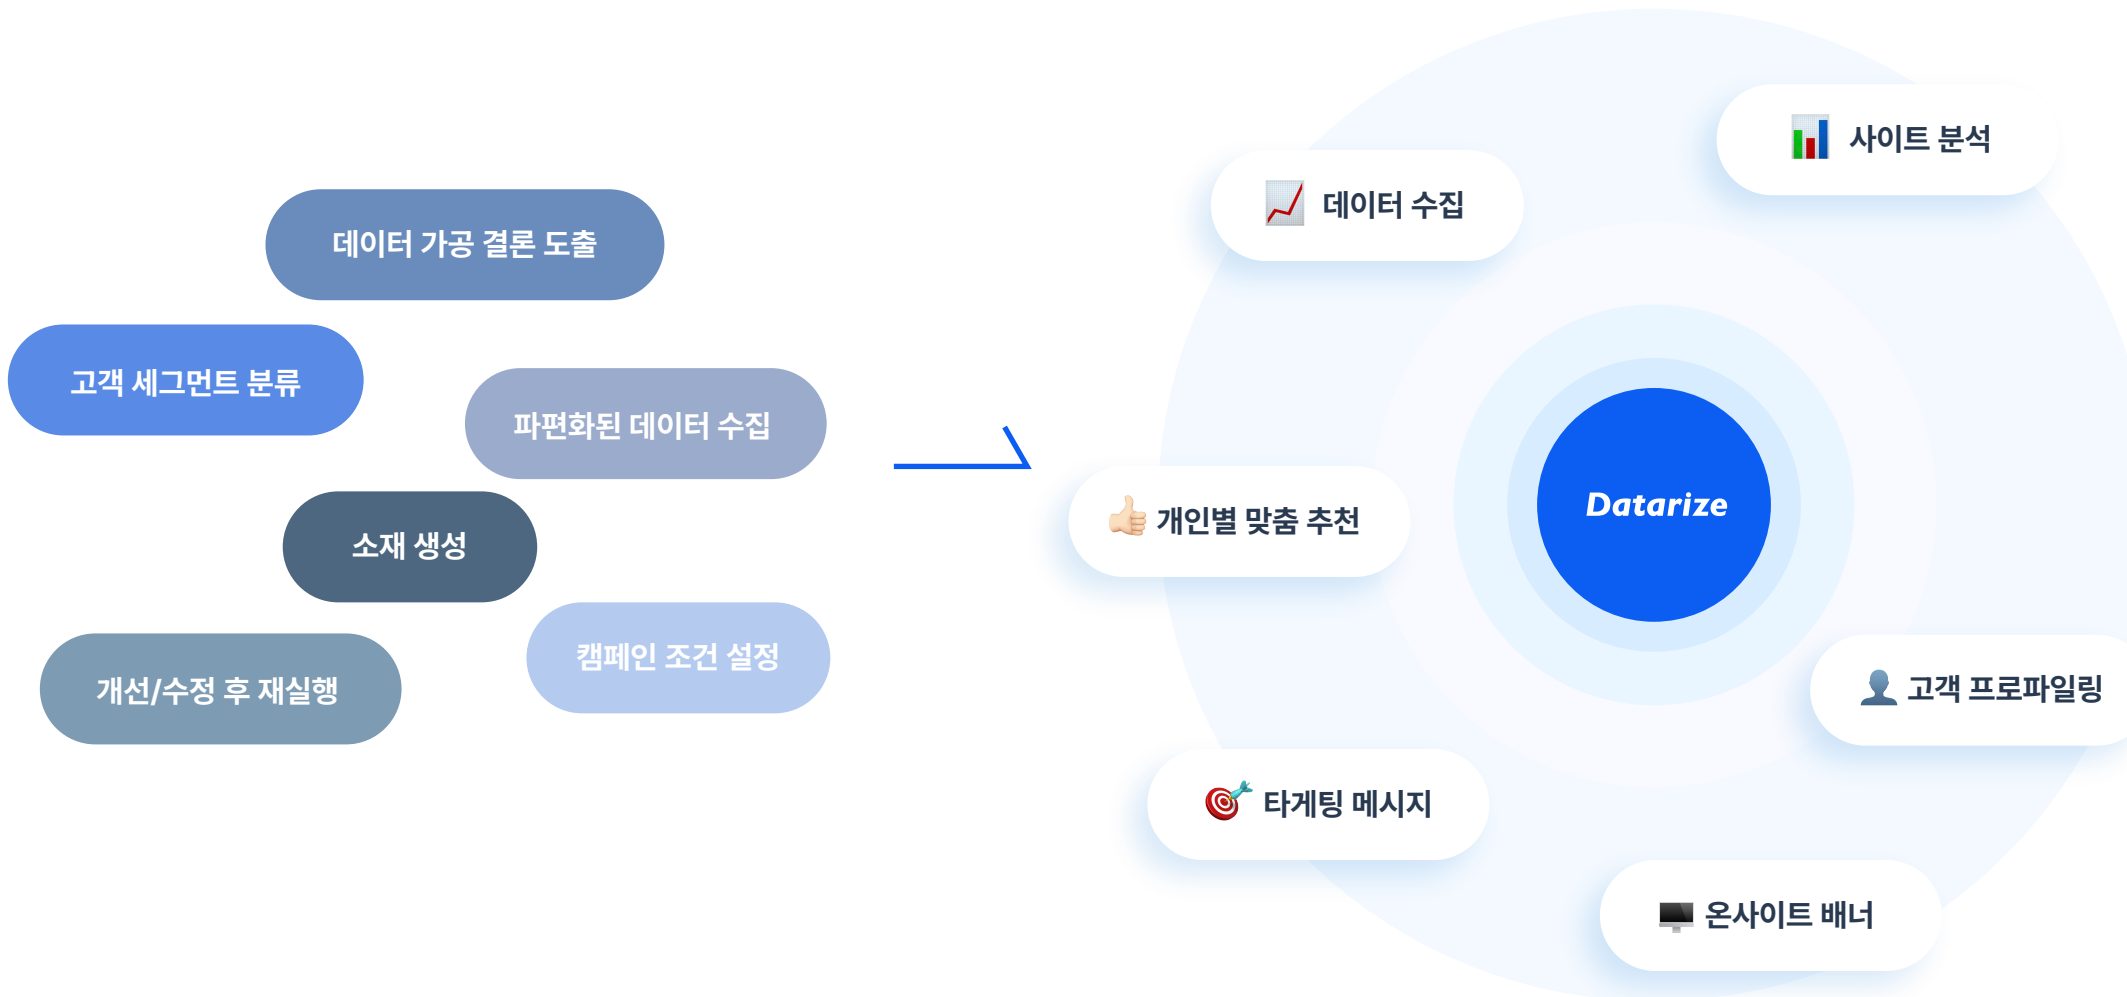 데이터 가공 결론 도출
고객 세그먼트 분류
파편화된 데이터 수집
소재 생성
캠페인 조건 설정
개선/수정 후 재실행
사이트 분석
데이터 수집
Datarize
개인별 맞춤 추천
고객 프로파일링
타게팅 메시지
온사이트 배너